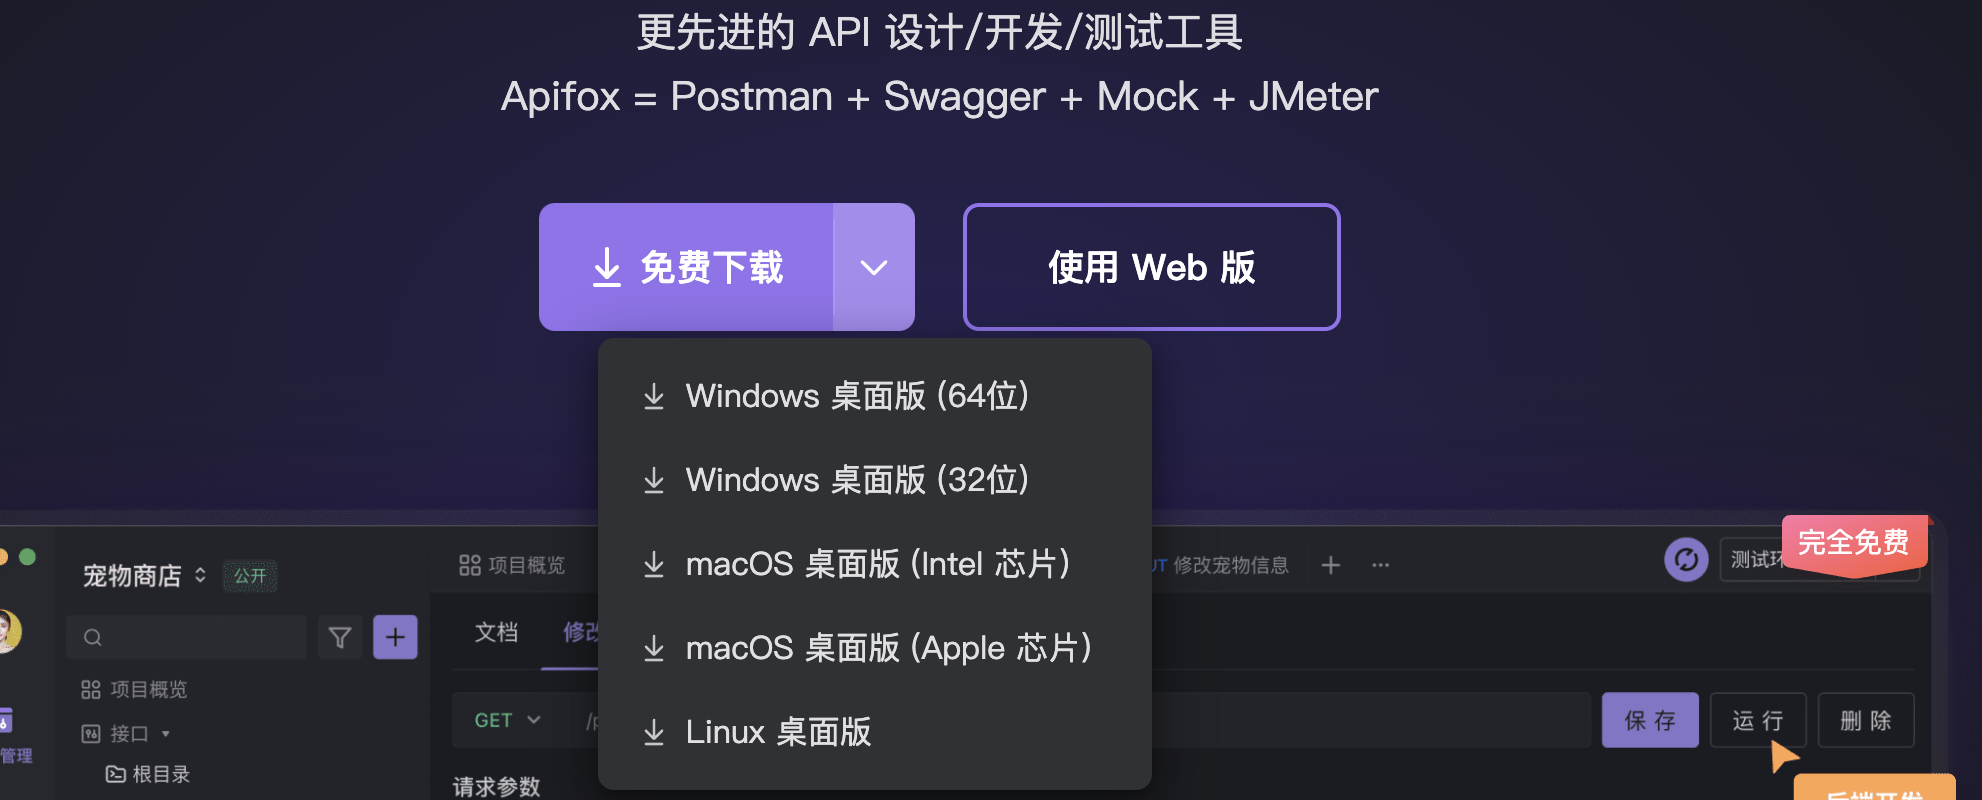 更先进的 API 设计/开发/测试工具
Apifox = Postman + Swagger + Mock + JMeter
免费下载
使用 Web 版
Windows 桌面版 (64位)
Windows 桌面版 (32位)
macOS 桌面版 (Intel 芯片)
macOS 桌面版 (Apple 芯片)
Linux 桌面版
完全免费
宠物商店
公开
项目概览
修改宠物信息
测试环
文档
修改
项目概览
GET
保存
运行
删除
接口
管理
根目录
请求参数
后端开发